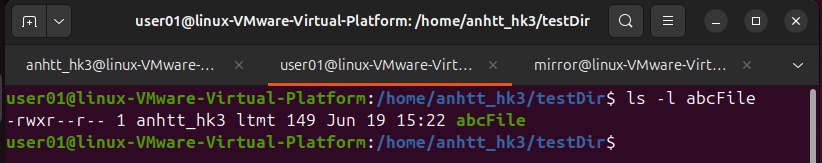 user01@linux-VMware-Virtual-Platform: /home/anhtt_hk3/testDir
anhtt_hk3@linux-VMware-... user01@linux-VMware-Virt... mirror@linux-VMware-Virt...
user01@linux-VMware-Virtual-Platform:/home/anhtt_hk3/testDir$ ls -l abcFile
-rwxr--r-- 1 anhtt_hk3 ltmt 149 Jun 19 15:22 abcFile
user01@linux-VMware-Virtual-Platform:/home/anhtt_hk3/testDir$